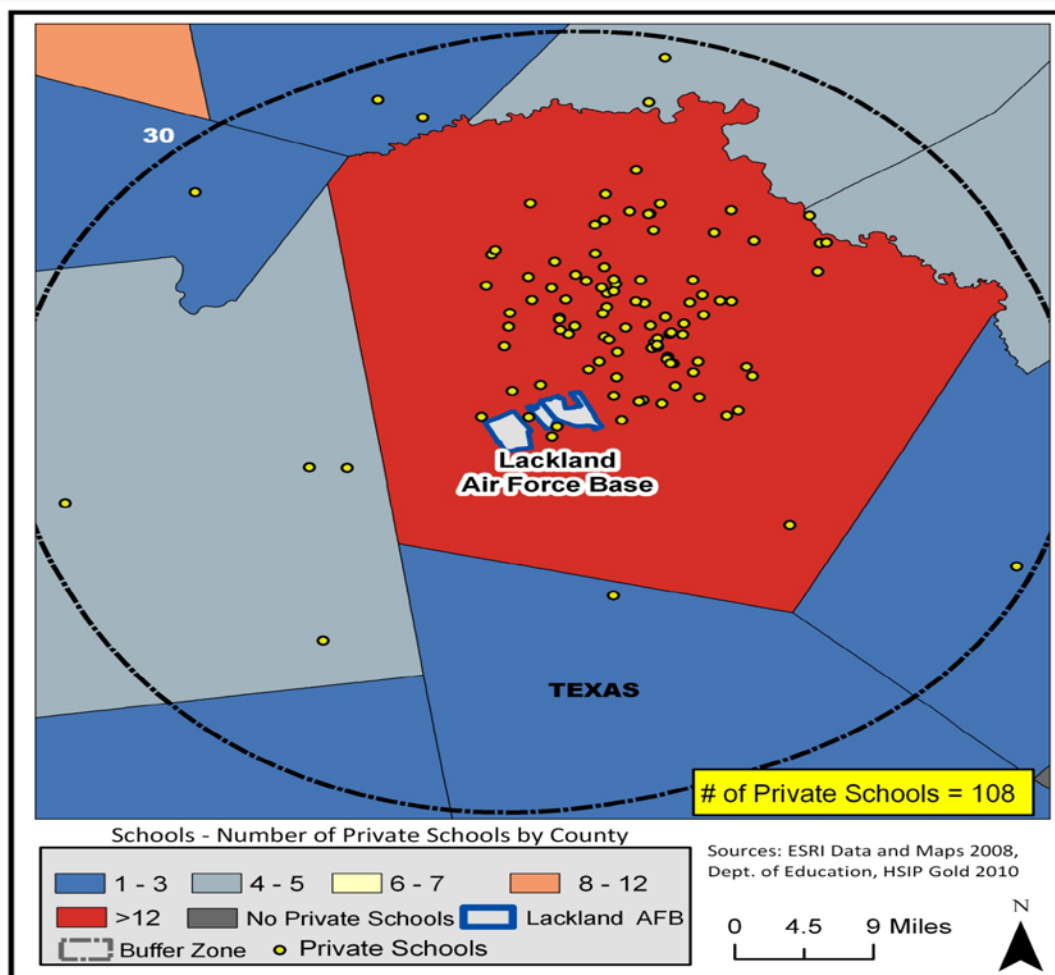 30
Lackland
Air Force Base
TEXAS
# of Private Schools = 108
Schools - Number of Private Schools by County
1 - 3
4 - 5
6 - 7
8 - 12
>12
No Private Schools
Lackland AFB
Buffer Zone
Private Schools
Sources: ESRI Data and Maps 2008,
Dept. of Education, HSIP Gold 2010
0 4.5 9 Miles
N